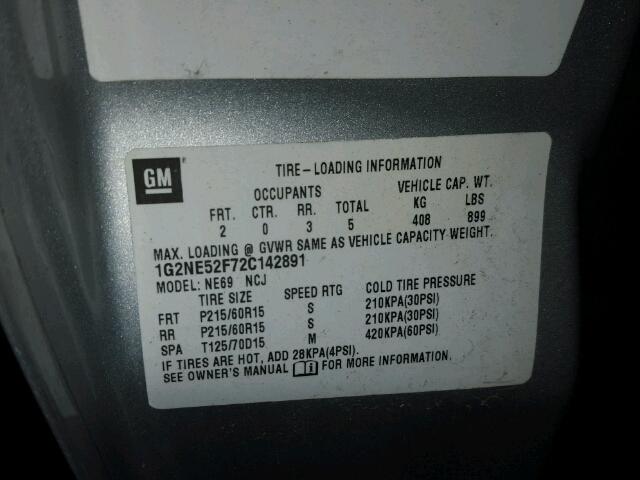 GM
TIRE-LOADING INFORMATION
OCCUPANTS VEHICLE CAP. WT.
FRT. CTR. RR. TOTAL KG LBS
2 0 3 5 408 899
MAX. LOADING @ GVWR SAME AS VEHICLE CAPACITY WEIGHT.
1G2NE52F72C142891
MODEL: NE69 NCJ
TIRE SIZE SPEED RTG COLD TIRE PRESSURE
FRT P215/60R15 S 210KPA(30PSI)
RR P215/60R15 S 210KPA(30PSI)
SPA T125/70D15 M 420KPA(60PSI)
IF TIRES ARE HOT, ADD 28KPA(4PSI).
SEE OWNER'S MANUAL FOR MORE INFORMATION.